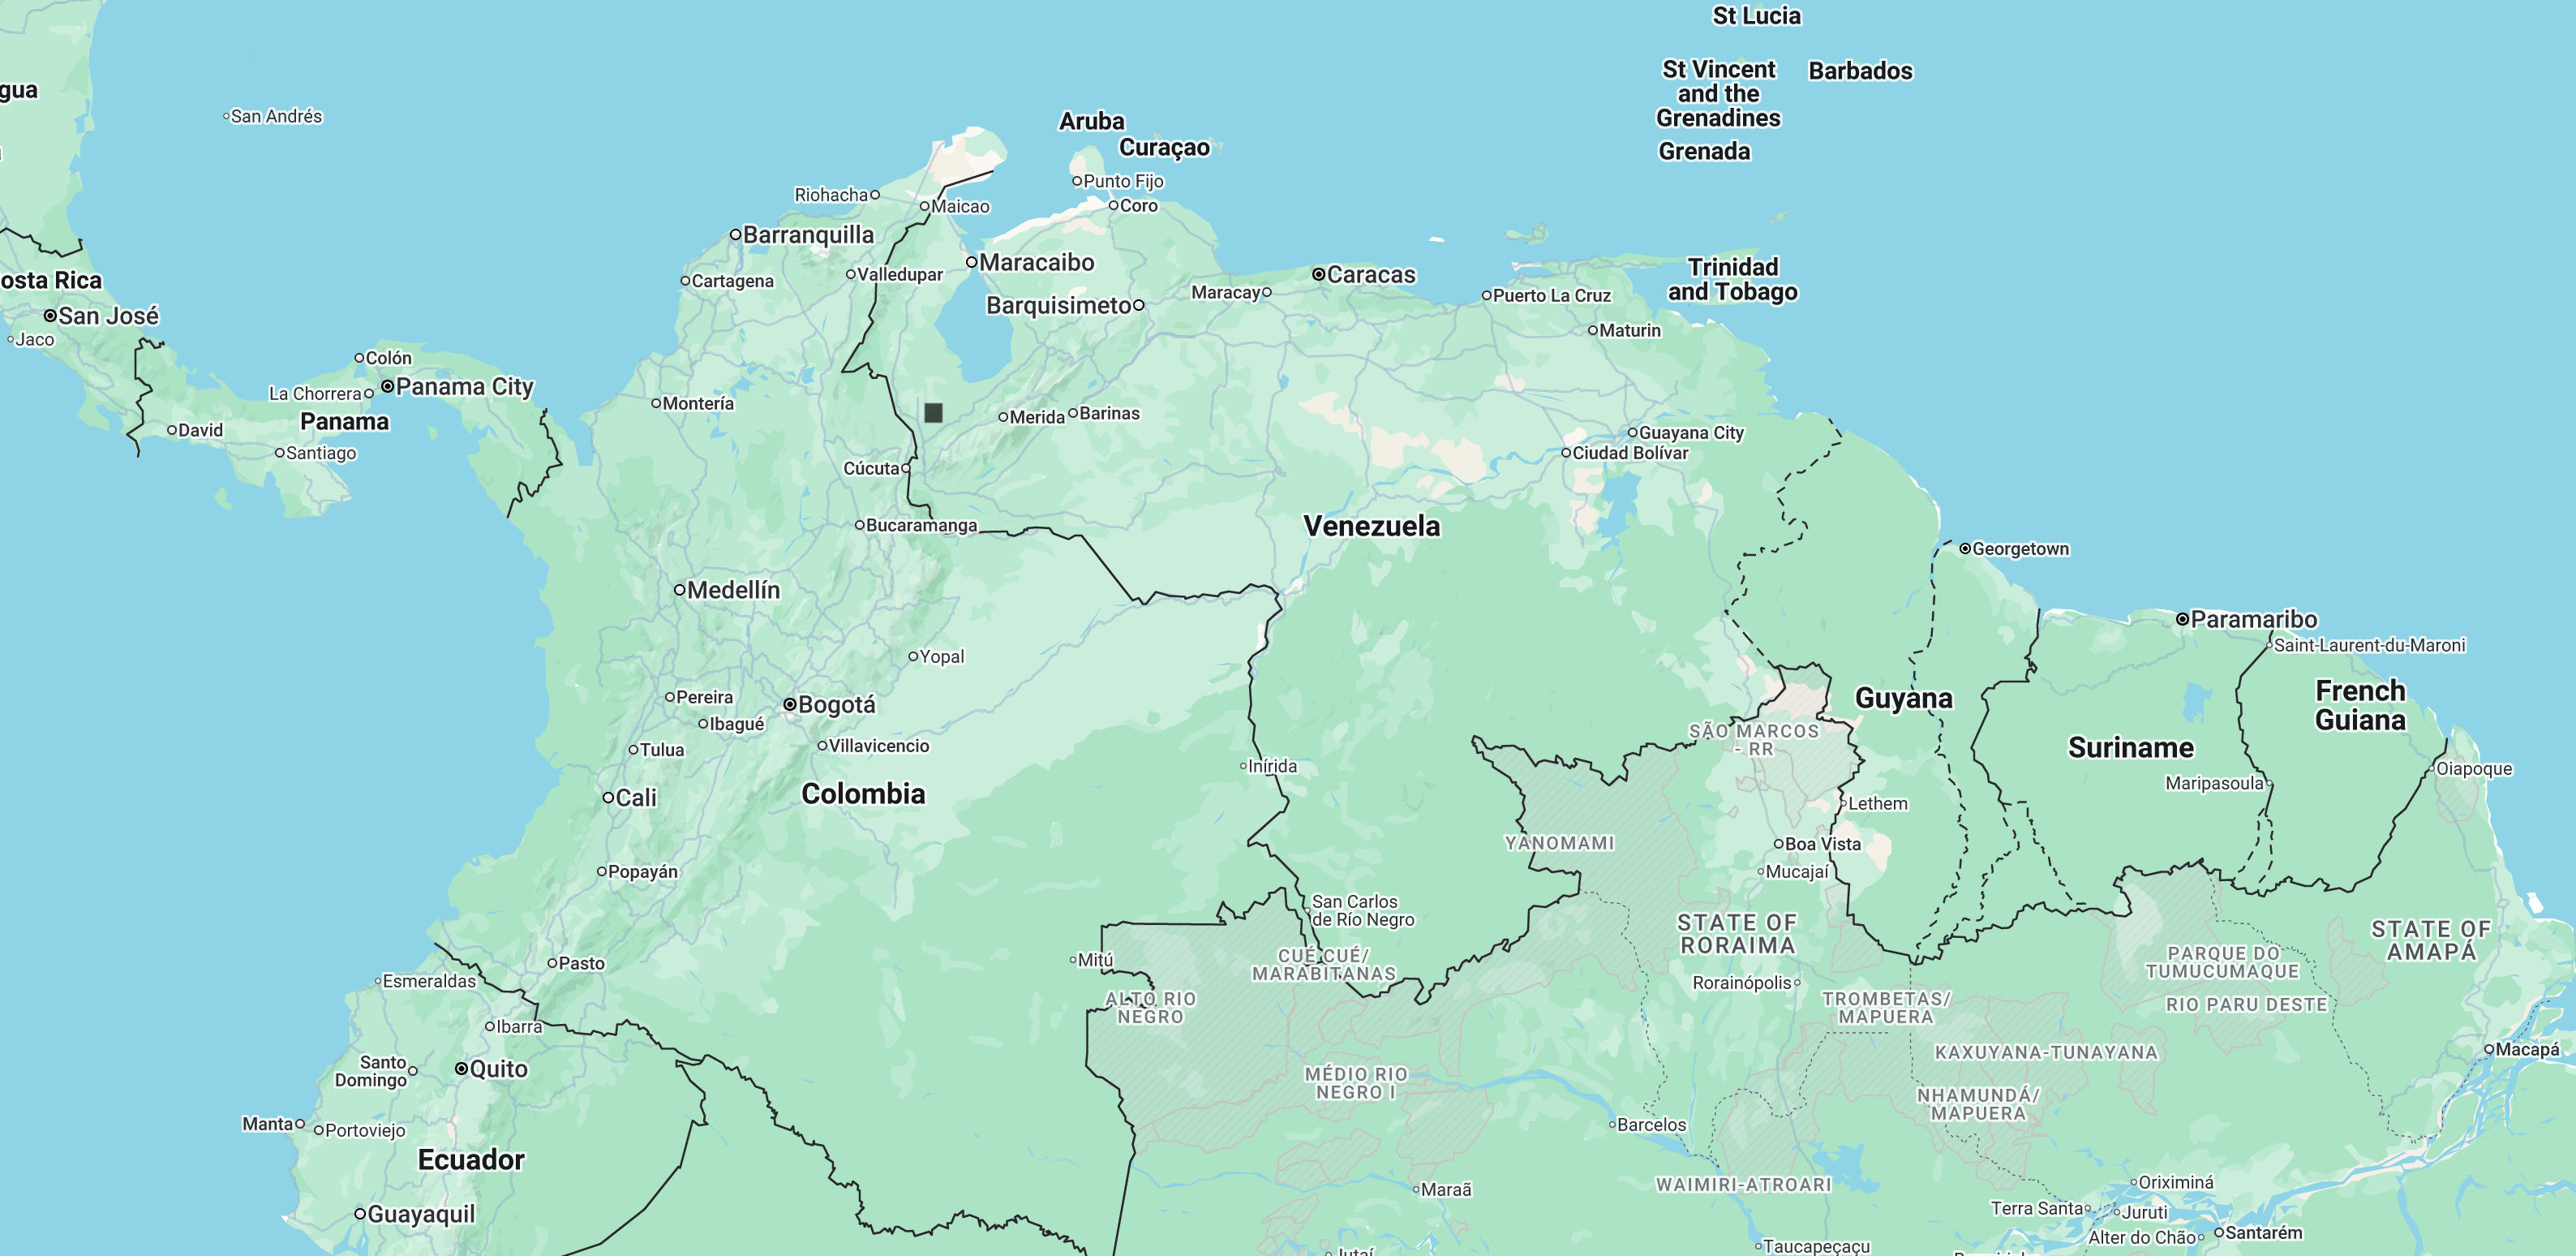 St Lucia
St Vincent
and the
Grenadines
Barbados
gua
San Andrés
Aruba
Curaçao
Grenada
Punto Fijo
Riohacha
Maicao
Coro
Barranquilla
Maracaibo
Valledupar
Caracas
Trinidad
and Tobago
osta Rica
Cartagena
Maracay
Puerto La Cruz
Barquisimeto
San José
Maturin
Jaco
Colón
Panama City
La Chorrera
Montería
Merida
Barinas
Panama
David
Guayana City
Santiago
Ciudad Bolívar
Cúcuta
Bucaramanga
Venezuela
Georgetown
Medellín
Paramaribo
Saint-Laurent-du-Maroni
Yopal
Pereira
Guyana
French
Guiana
Bogotá
Ibagué
SÃO MARCOS
- RR
Villavicencio
Tulua
Suriname
Inírida
Oiapoque
Maripasoula
Colombia
Cali
Lethem
YANOMAMI
Boa Vista
Popayán
Mucajaí
San Carlos
de Río Negro
STATE OF
RORAIMA
STATE OF
AMAPÁ
Mitú
CUÉ CUÉ/
MARABITANAS
Pasto
PARQUE DO
TUMUCUMAQUE
Esmeraldas
Rorainópolis
ALTO RIO
NEGRO
TROMBETAS/
MAPUERA
RIO PARU DESTE
Ibarra
Santo
Domingo
Quito
KAXUYANA-TUNAYANA
Macapá
MÉDIO RIO
NEGRO I
NHAMUNDÁ/
MAPUERA
Manta
Portoviejo
Barcelos
Ecuador
WAIMIRI-ATROARI
Maraã
Oriximiná
Terra Santa
Juruti
Guayaquil
Alter do Chão
Santarém
Taucapeçaçu